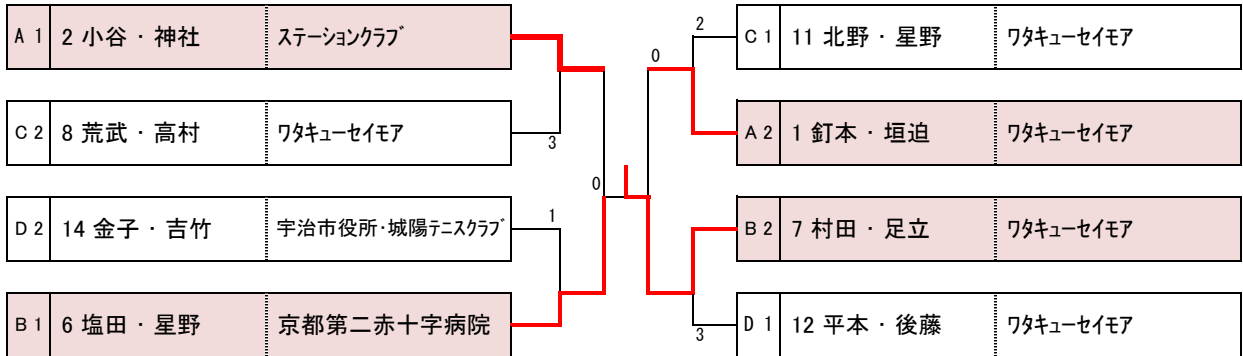 A 1 2 小谷・神社 ステーションクラブ
3
C 2 8 荒武・高村 ワタキューセイモア
0
D 2 14 金子・吉竹 宇治市役所・城陽テニスクラブ
1
B 1 6 塩田・星野 京都第二赤十字病院
2
C 1 11 北野・星野 ワタキューセイモア
0
A 2 1 釘本・垣迫 ワタキューセイモア
B 2 7 村田・足立 ワタキューセイモア
3
D 1 12 平本・後藤 ワタキューセイモア